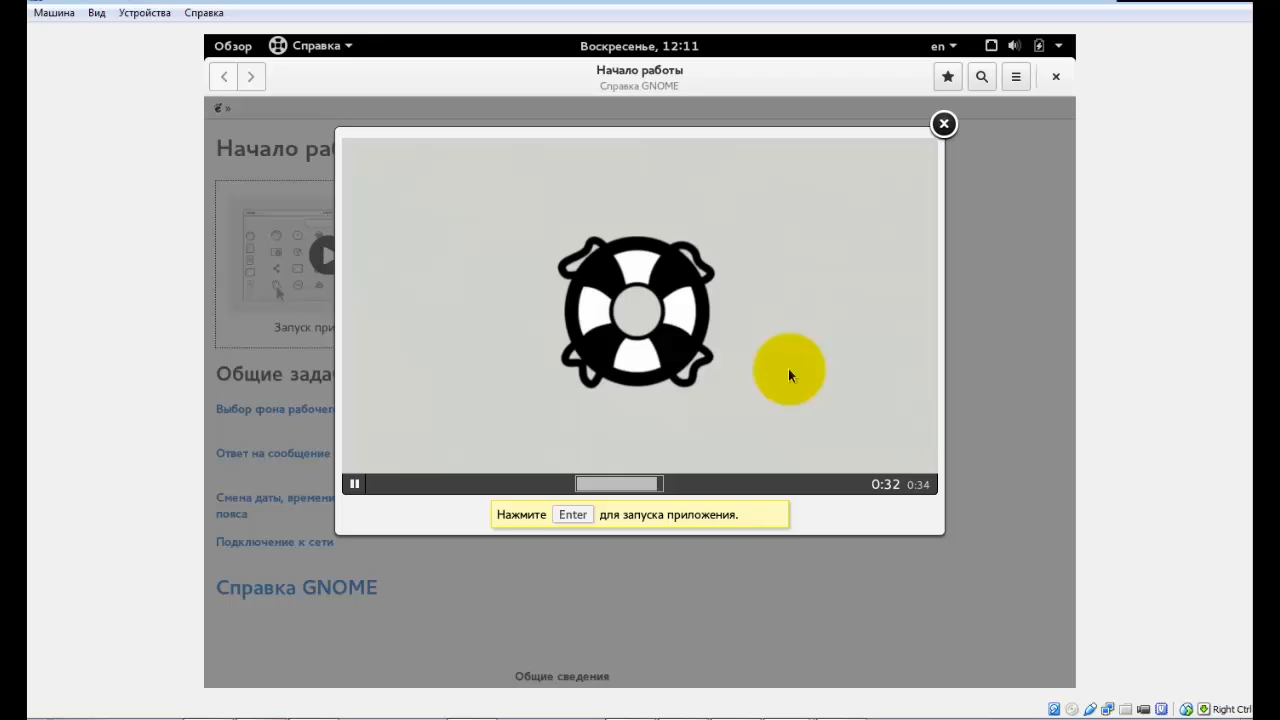 Машина Вид Устройства Справка
Обзор Справка Воскресенье, 12:11 en
Начало работы
Справка GNOME
»
Начало ра
Запуск при
Общие зада
Выбор фона рабочег
Ответ на сообщение
Смена даты, времени
пояса
Подключение к сети
Справка GNOME
Общие сведения
0:32 0:34
Нажмите Enter для запуска приложения.
Right Ctrl